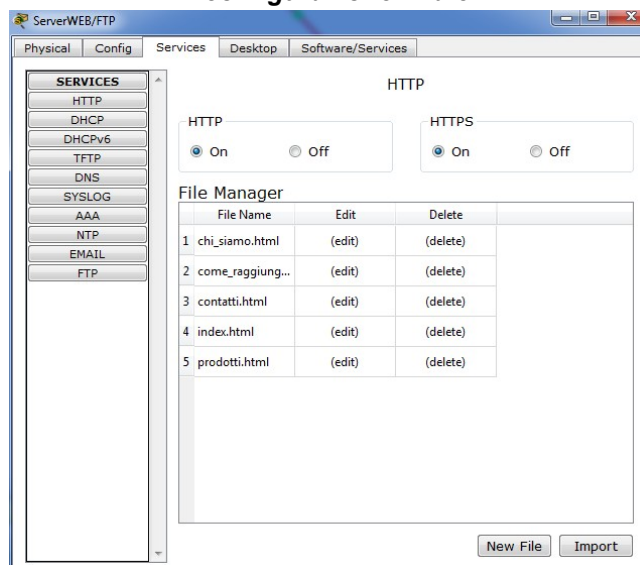 ServerWEB/FTP
Physical Config Services Desktop Software/Services
SERVICES
HTTP
DHCP
DHCPv6
TFTP
DNS
SYSLOG
AAA
NTP
EMAIL
FTP
HTTP
HTTP
On Off
HTTPS
On Off
File Manager
File Name Edit Delete
1 chi_siamo.html (edit) (delete)
2 come_raggiung... (edit) (delete)
3 contatti.html (edit) (delete)
4 index.html (edit) (delete)
5 prodotti.html (edit) (delete)
New File Import